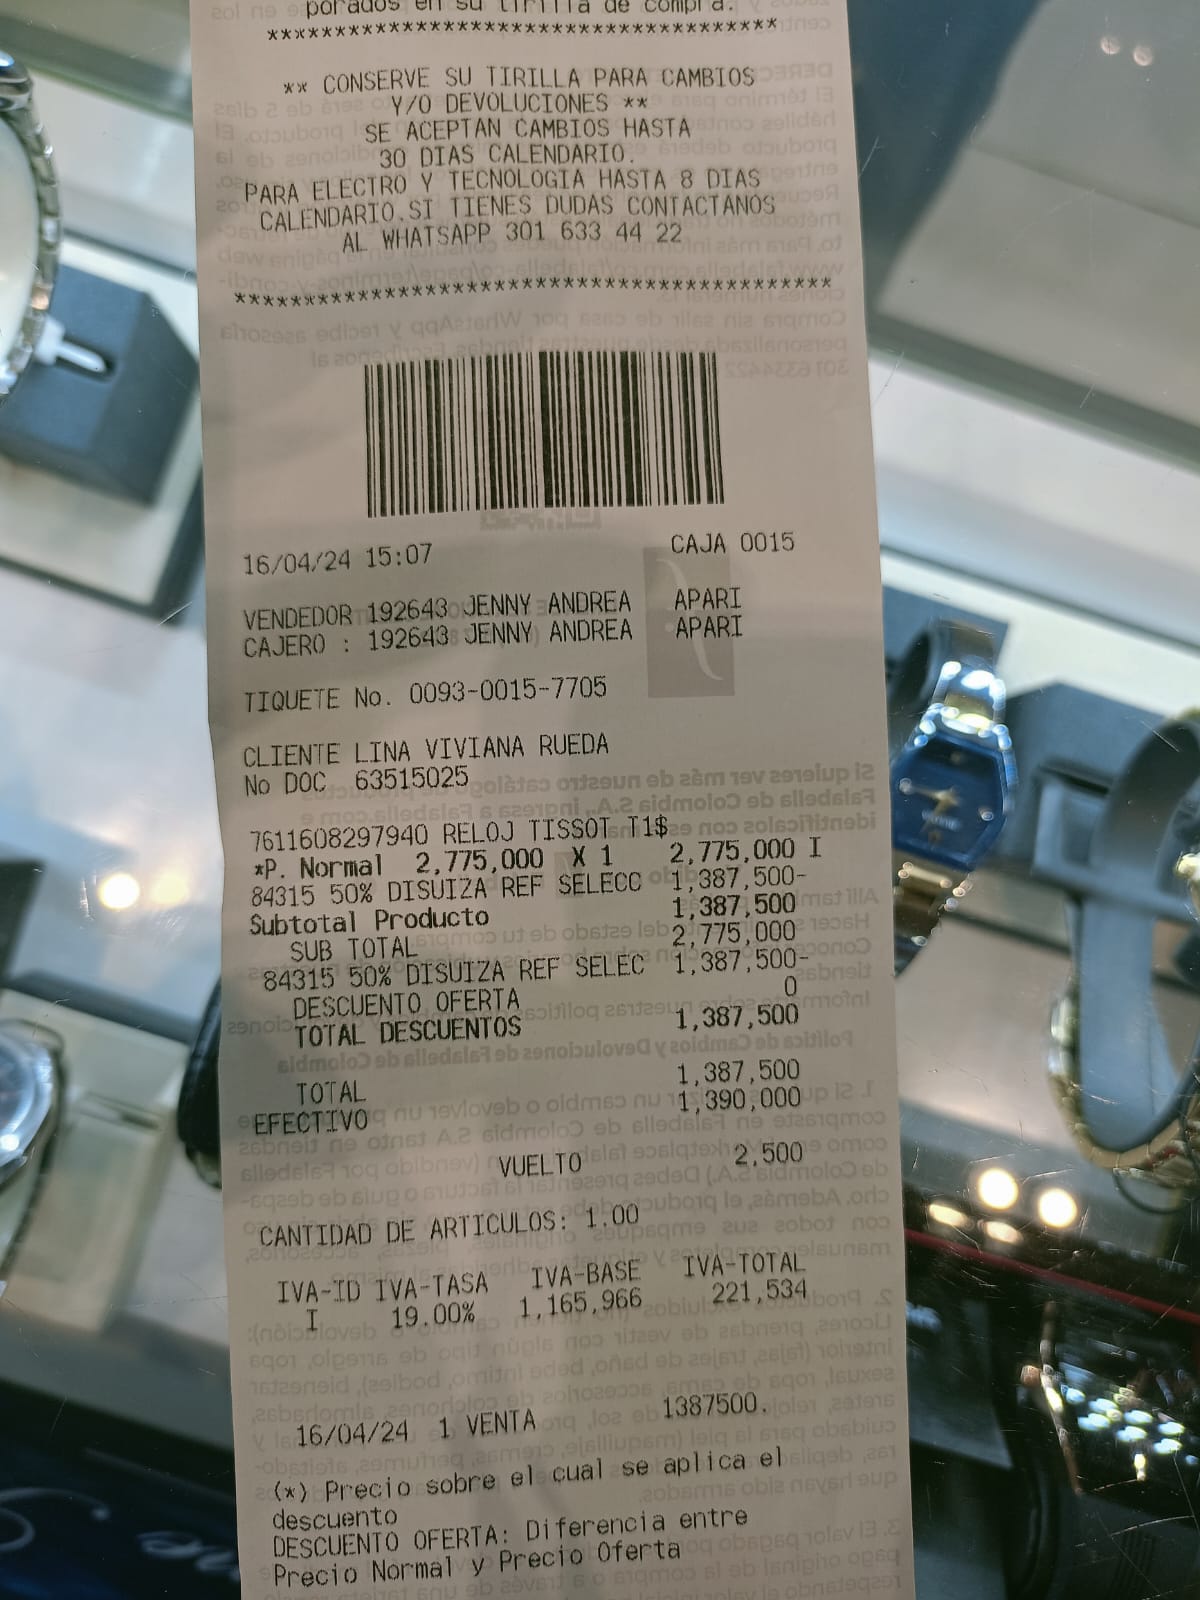 porados en su tirilla de compra.
****************************************
** CONSERVE SU TIRILLA PARA CAMBIOS
Y/O DEVOLUCIONES **
SE ACEPTAN CAMBIOS HASTA
30 DIAS CALENDARIO.
PARA ELECTRO Y TECNOLOGIA HASTA 8 DIAS
CALENDARIO.SI TIENES DUDAS CONTACTANOS
AL WHATSAPP 301 633 44 22
****************************************
16/04/24 15:07 CAJA 0015
VENDEDOR 192643 JENNY ANDREA APARI
CAJERO : 192643 JENNY ANDREA APARI
TIQUETE No. 0093-0015-7705
CLIENTE LINA VIVIANA RUEDA
No DOC 63515025
7611608297940 RELOJ TISSOT T1$
*P. Normal 2,775,000 X 1 2,775,000 I
84315 50% DISUIZA REF SELECC 1,387,500-
Subtotal Producto 1,387,500
SUB TOTAL 2,775,000
84315 50% DISUIZA REF SELEC 1,387,500-
DESCUENTO OFERTA 0
TOTAL DESCUENTOS 1,387,500
TOTAL 1,387,500
EFECTIVO 1,390,000
VUELTO 2,500
CANTIDAD DE ARTICULOS: 1.00
IVA-ID IVA-TASA IVA-BASE IVA-TOTAL
I 19.00% 1,165,966 221,534
16/04/24 1 VENTA 1387500.
(*) Precio sobre el cual se aplica el
descuento
DESCUENTO OFERTA: Diferencia entre
Precio Normal y Precio Oferta